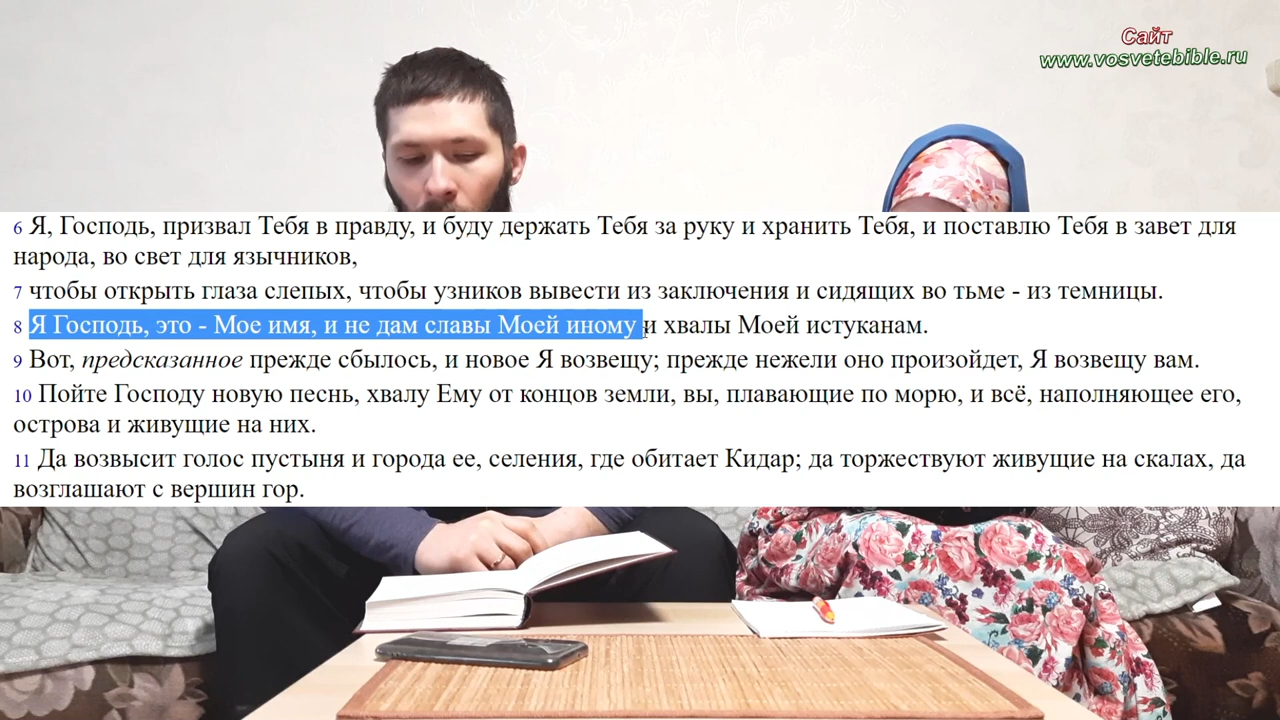 Сайт
www.vosvetebible.ru
6 Я, Господь, призвал Тебя в правду, и буду держать Тебя за руку и хранить Тебя, и поставлю Тебя в завет для
народа, во свет для язычников,
7 чтобы открыть глаза слепых, чтобы узников вывести из заключения и сидящих во тьме - из темницы.
8 Я Господь, это - Мое имя, и не дам славы Моей иному и хвалы Моей истуканам.
9 Вот, предсказанное прежде сбылось, и новое Я возвещу; прежде нежели оно произойдет, Я возвещу вам.
10 Пойте Господу новую песнь, хвалу Ему от концов земли, вы, плавающие по морю, и всё, наполняющее его,
острова и живущие на них.
11 Да возвысит голос пустыня и города ее, селения, где обитает Кидар; да торжествуют живущие на скалах, да
возглашают с вершин гор.